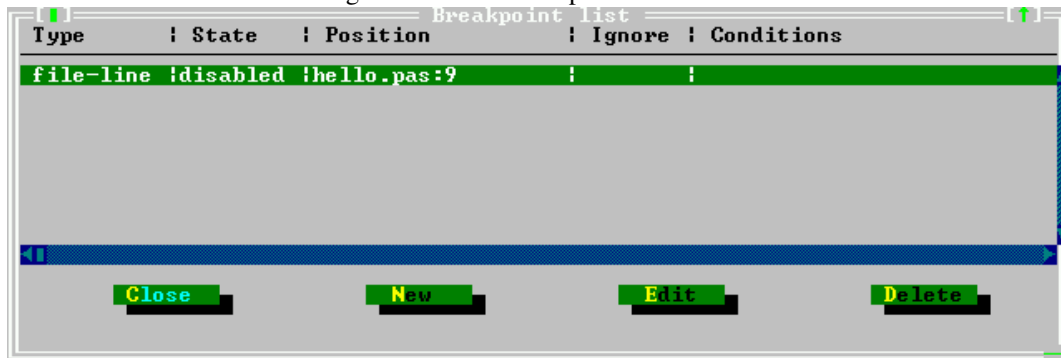 Breakpoint list
Type | State | Position | Ignore | Conditions
file-line |disabled |hello.pas:9 | |
Close New Edit Delete